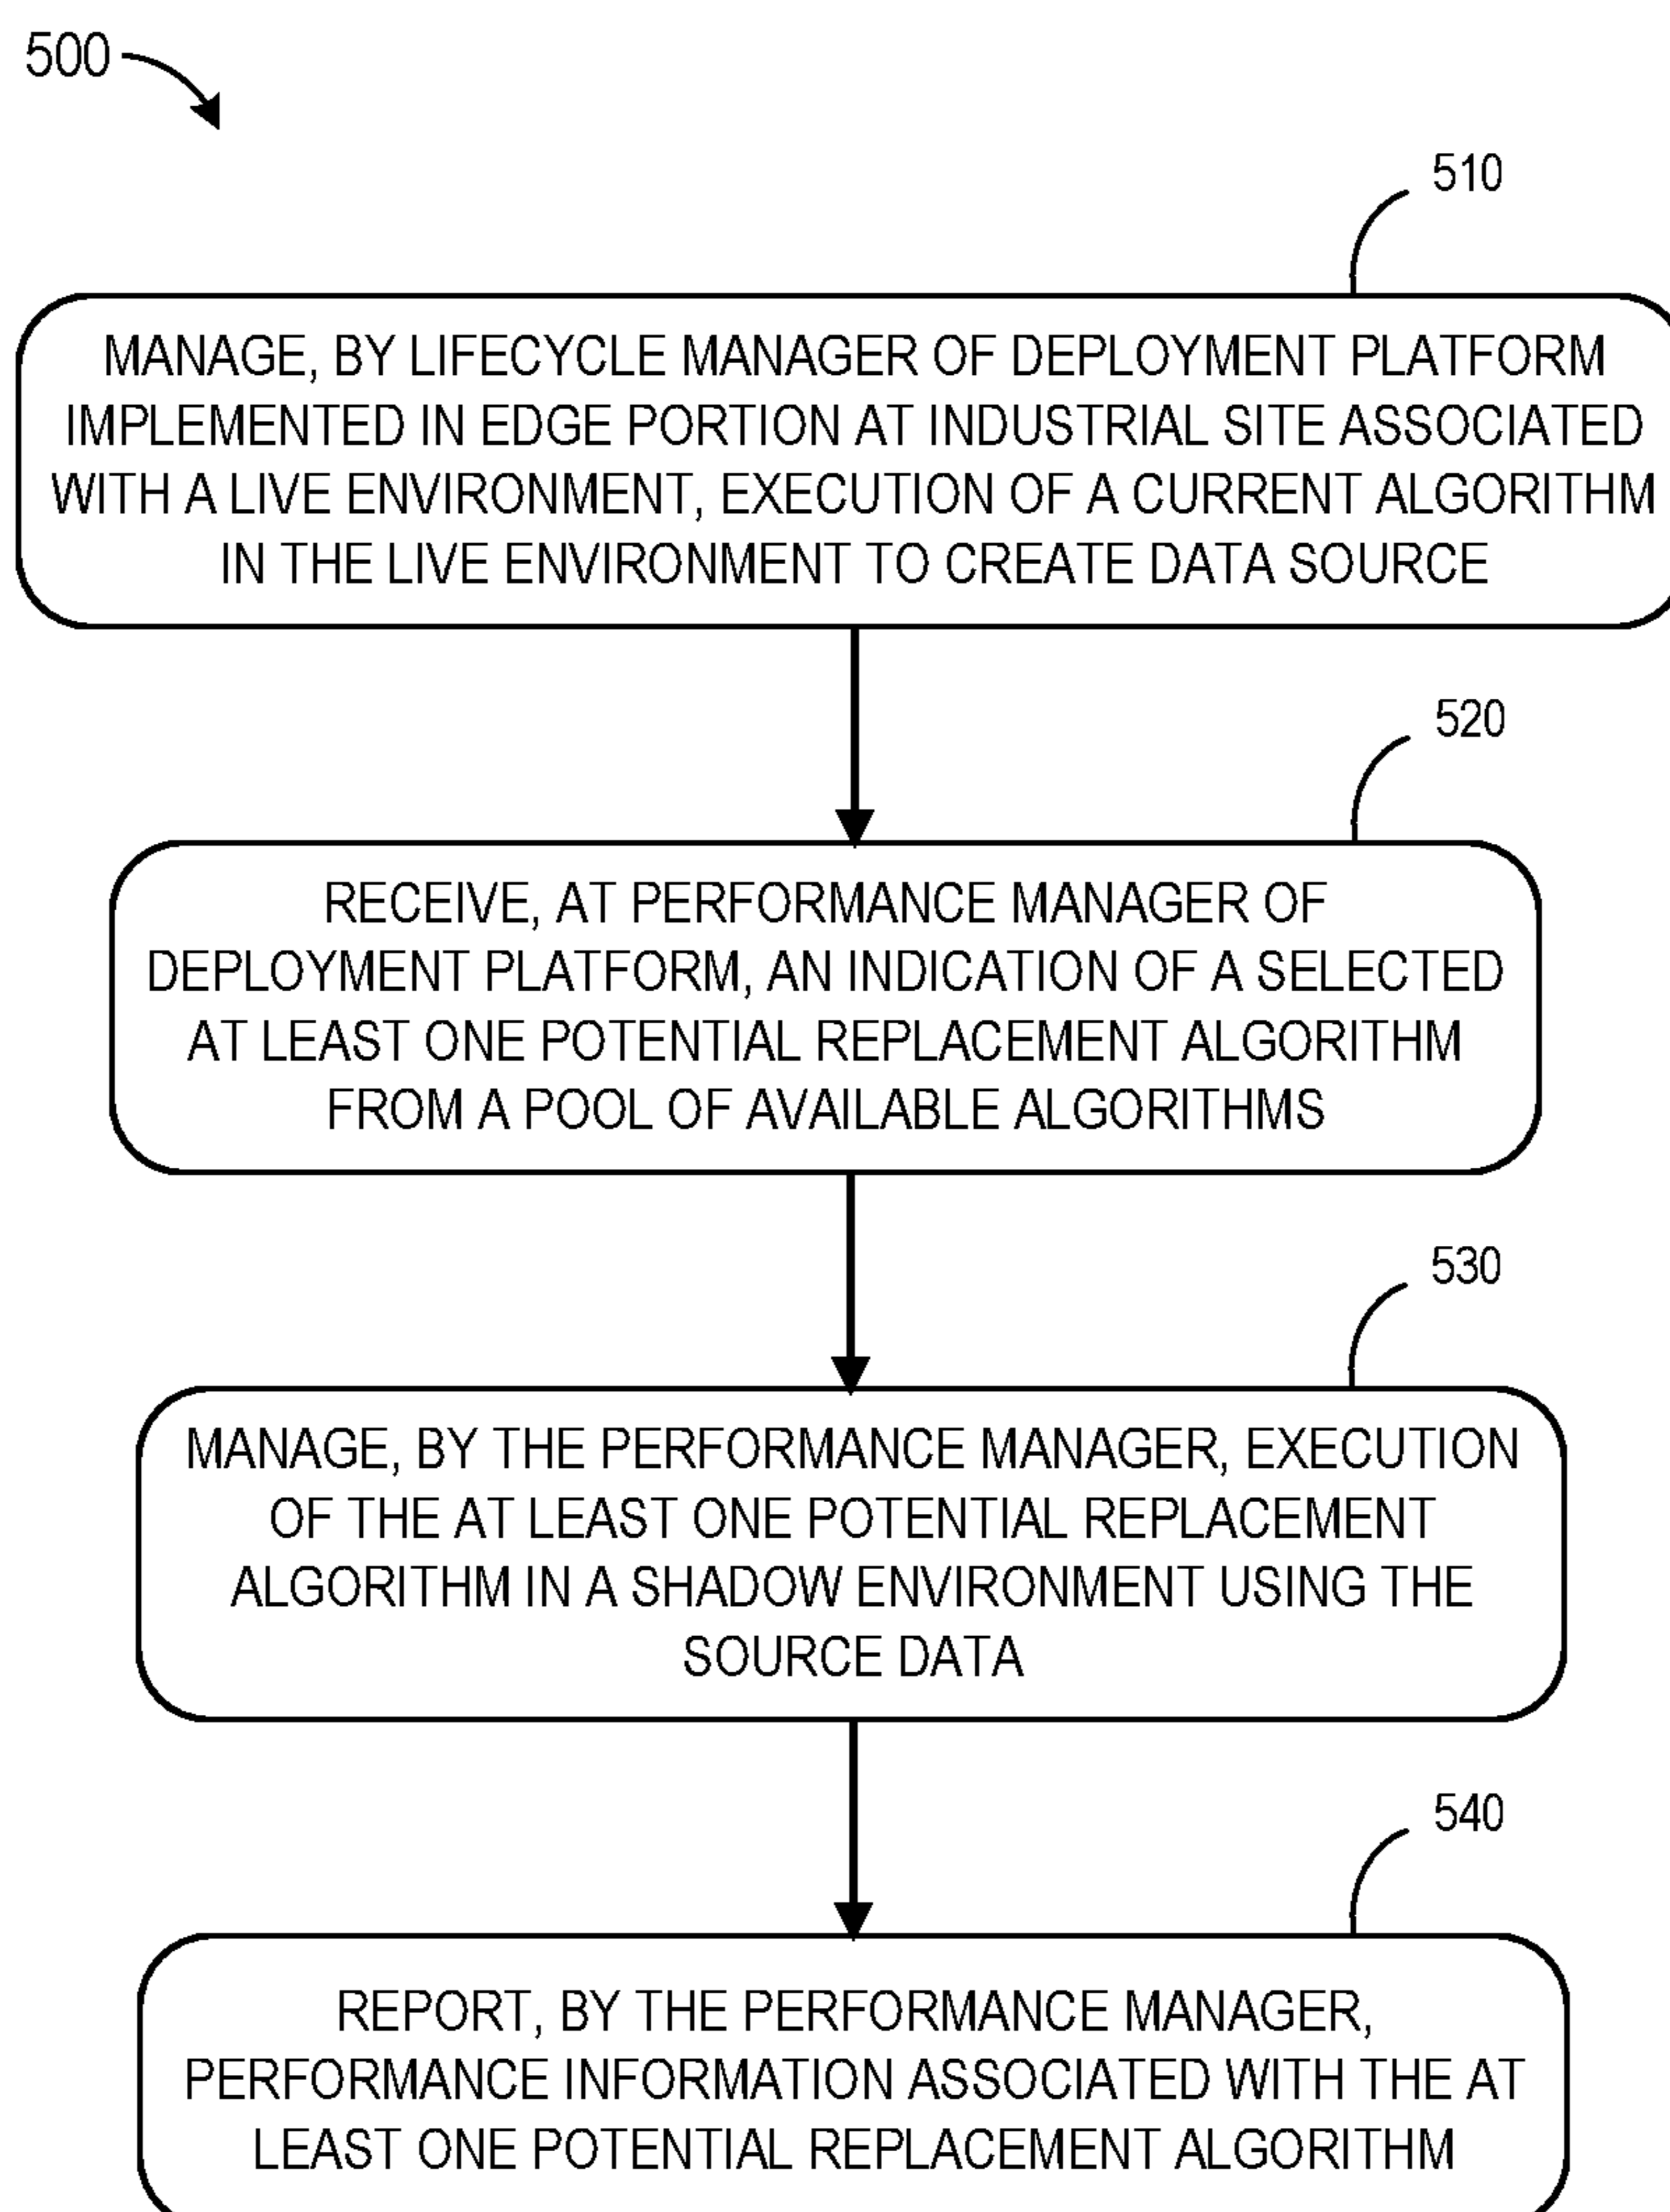 500
510
MANAGE, BY LIFECYCLE MANAGER OF DEPLOYMENT PLATFORM
IMPLEMENTED IN EDGE PORTION AT INDUSTRIAL SITE ASSOCIATED
WITH A LIVE ENVIRONMENT, EXECUTION OF A CURRENT ALGORITHM
IN THE LIVE ENVIRONMENT TO CREATE DATA SOURCE
520
RECEIVE, AT PERFORMANCE MANAGER OF
DEPLOYMENT PLATFORM, AN INDICATION OF A SELECTED
AT LEAST ONE POTENTIAL REPLACEMENT ALGORITHM
FROM A POOL OF AVAILABLE ALGORITHMS
530
MANAGE, BY THE PERFORMANCE MANAGER, EXECUTION
OF THE AT LEAST ONE POTENTIAL REPLACEMENT
ALGORITHM IN A SHADOW ENVIRONMENT USING THE
SOURCE DATA
540
REPORT, BY THE PERFORMANCE MANAGER,
PERFORMANCE INFORMATION ASSOCIATED WITH THE AT
LEAST ONE POTENTIAL REPLACEMENT ALGORITHM